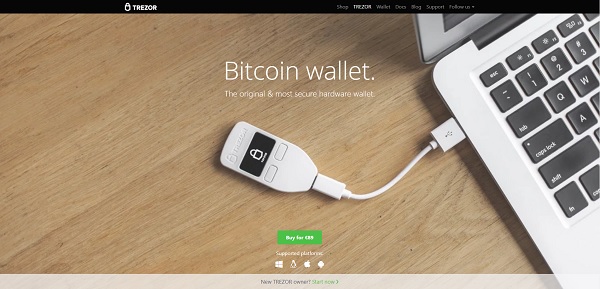 TREZOR
Shop TREZOR Wallet Docs Blog Support Follow us
Bitcoin wallet.
The original & most secure hardware wallet.
esc
tab
caps lock
shift
fn
control
Q
A
Z
Buy for €89
Supported platforms:
New TREZOR owner? Start now >